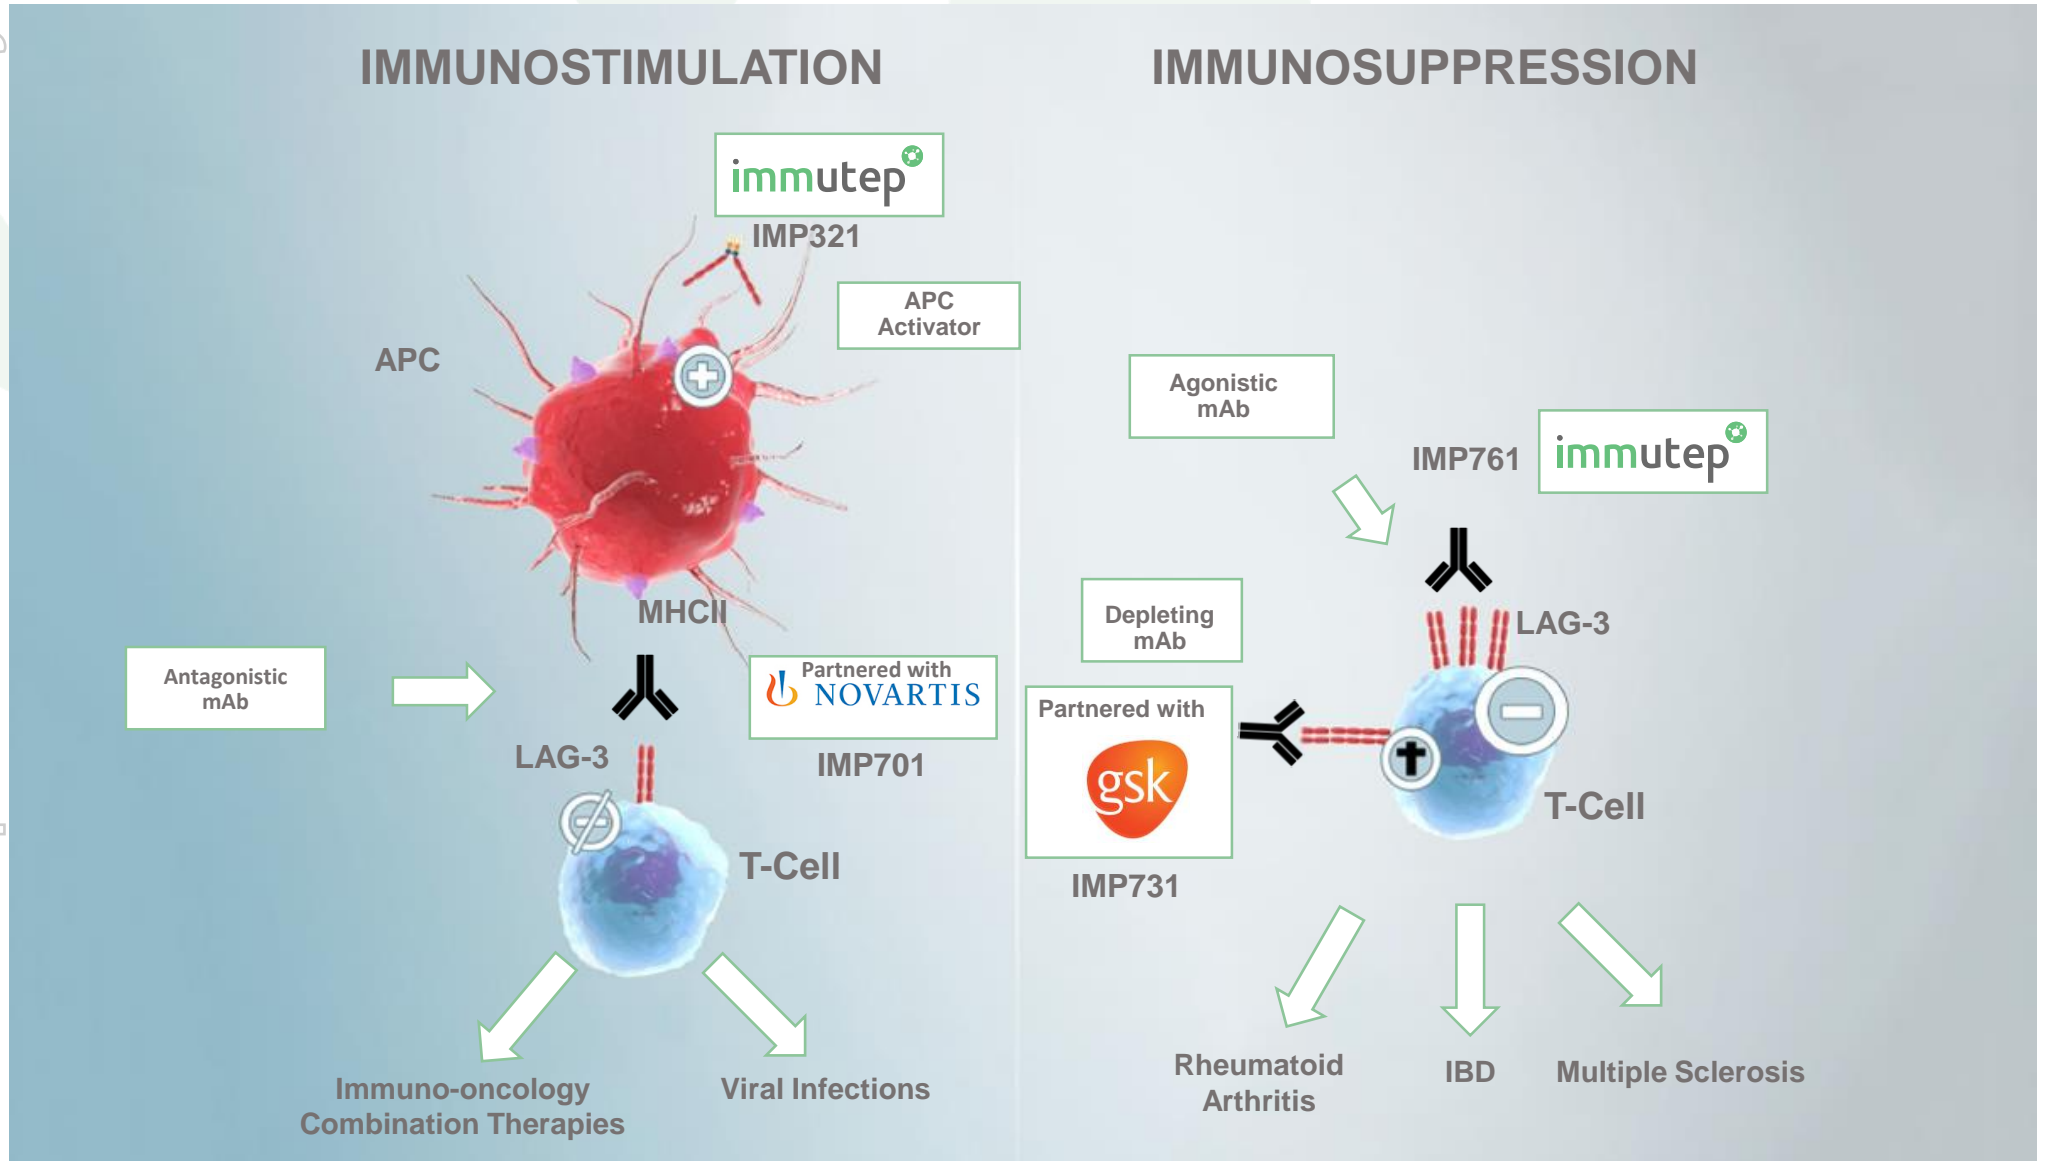 IMMUNOSTIMULATION
immutep
IMP321
APC
Activator
APC
MHCII
Antagonistic
mAb
Partnered with
NOVARTIS
LAG-3
IMP701
T-Cell
Immuno-oncology
Combination Therapies
Viral Infections
IMMUNOSUPPRESSION
Agonistic
mAb
IMP761
immutep
Depleting
mAb
LAG-3
Partnered with
gsk
T-Cell
IMP731
Rheumatoid
Arthritis
IBD
Multiple Sclerosis